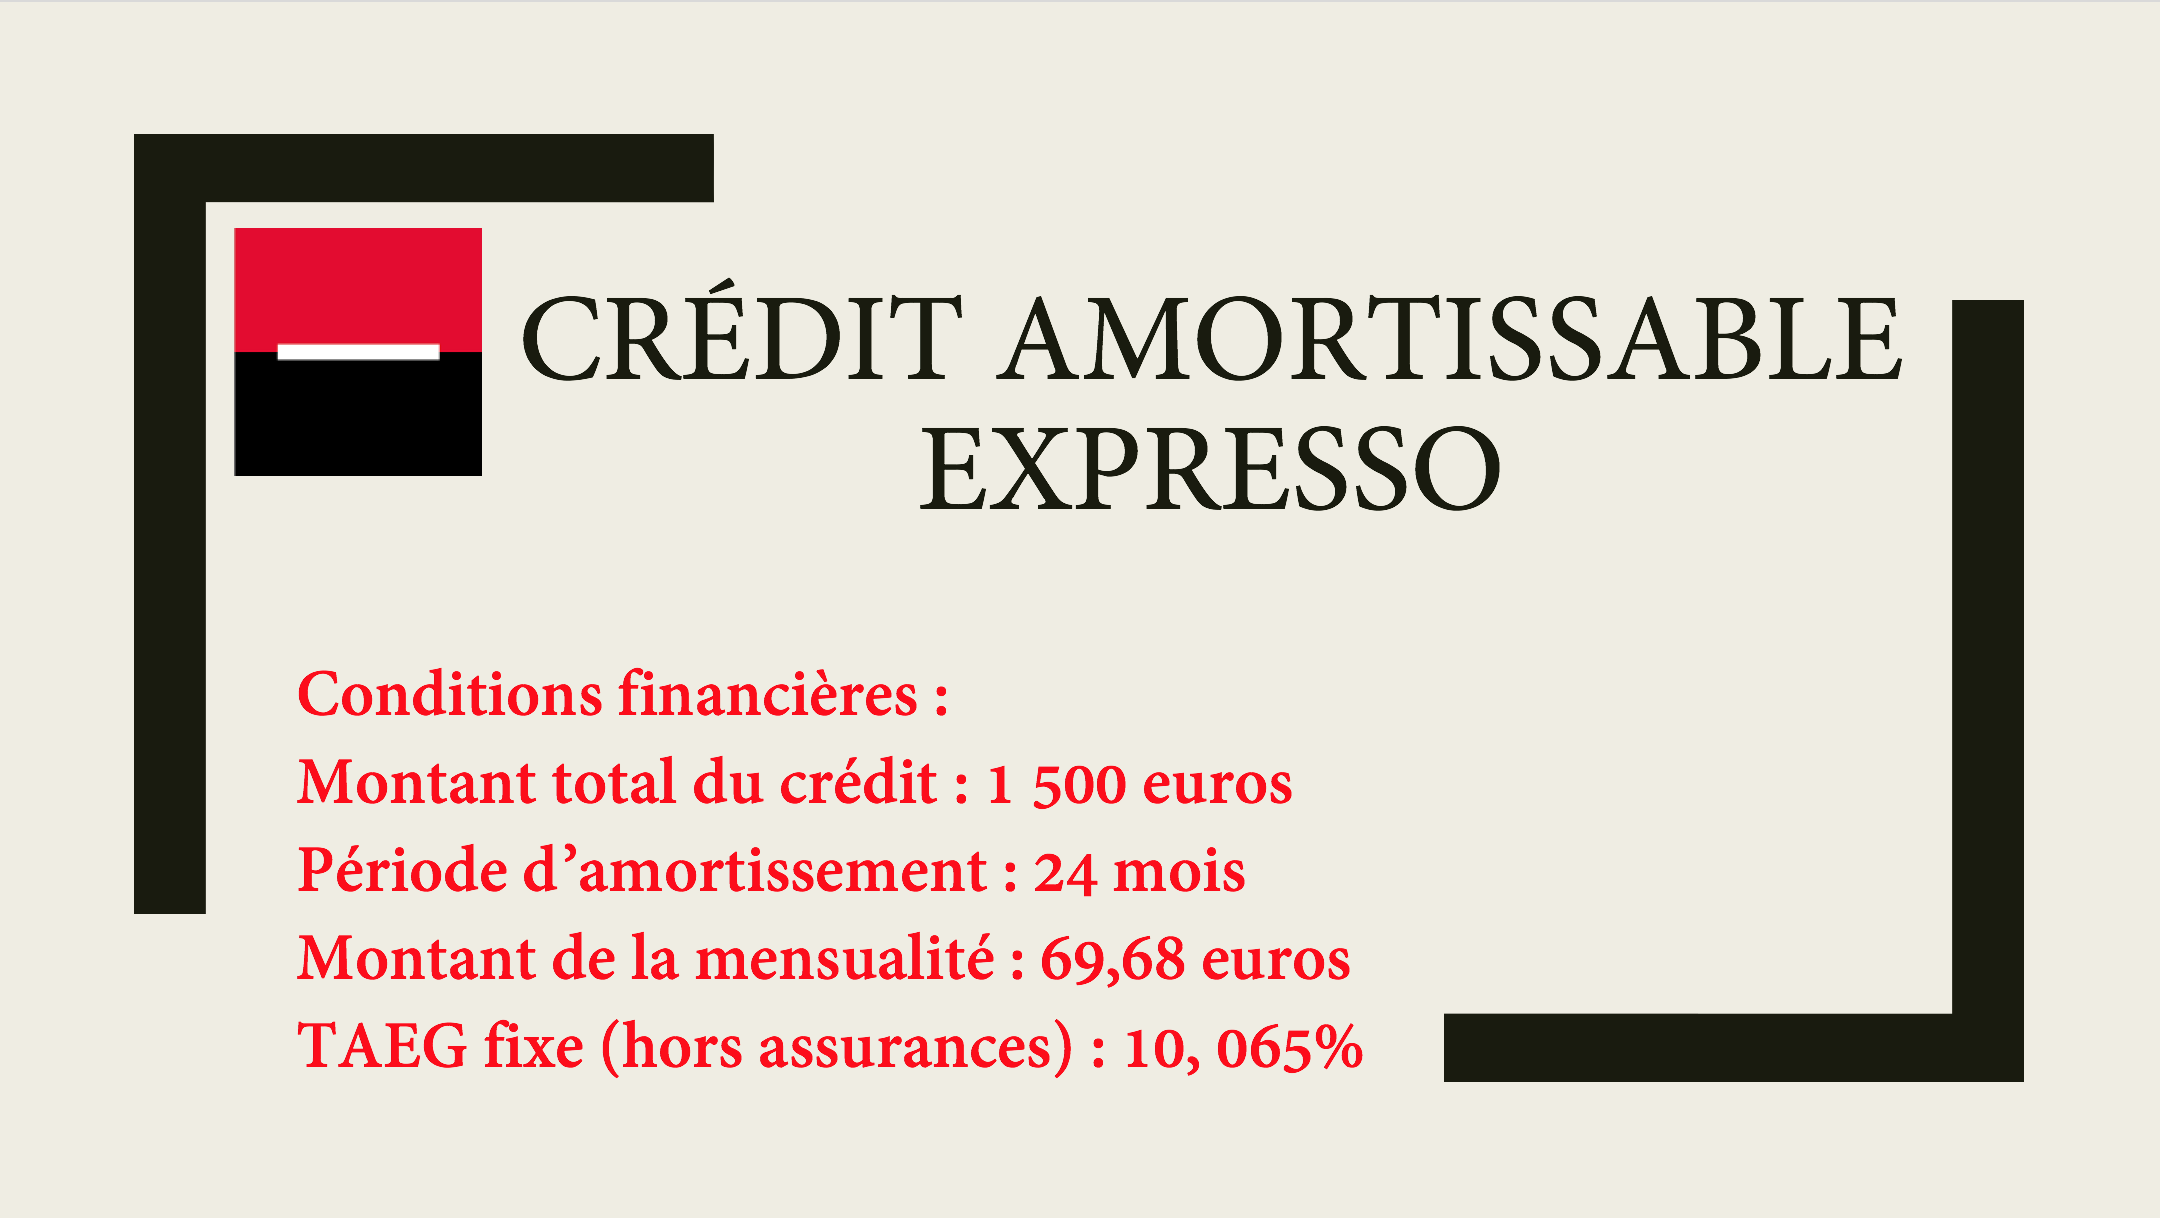 CRÉDIT AMORTISSABLE
EXPRESSO
Conditions financières :
Montant total du crédit : 1 500 euros
Période d’amortissement : 24 mois
Montant de la mensualité : 69,68 euros
TAEG fixe (hors assurances) : 10, 065%